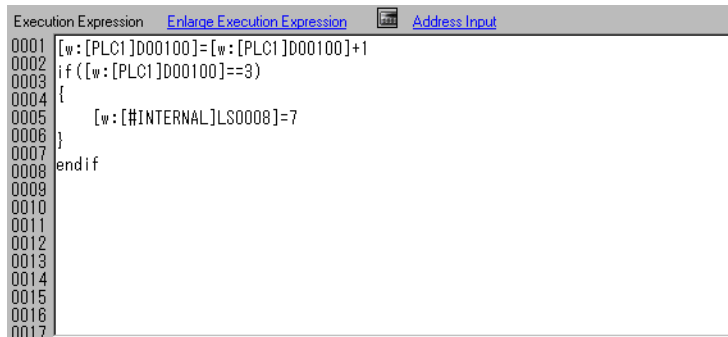 Execution Expression Enlarge Execution Expression Address Input
0001 [w:[PLC1]D00100]=[w:[PLC1]D00100]+1
0002 if([w:[PLC1]D00100]==3)
0003
0004 {
0005 [w:[#INTERNAL]LS0008]=7
0006 }
0007
0008 endif
0009
0010
0011
0012
0013
0014
0015
0016
0017